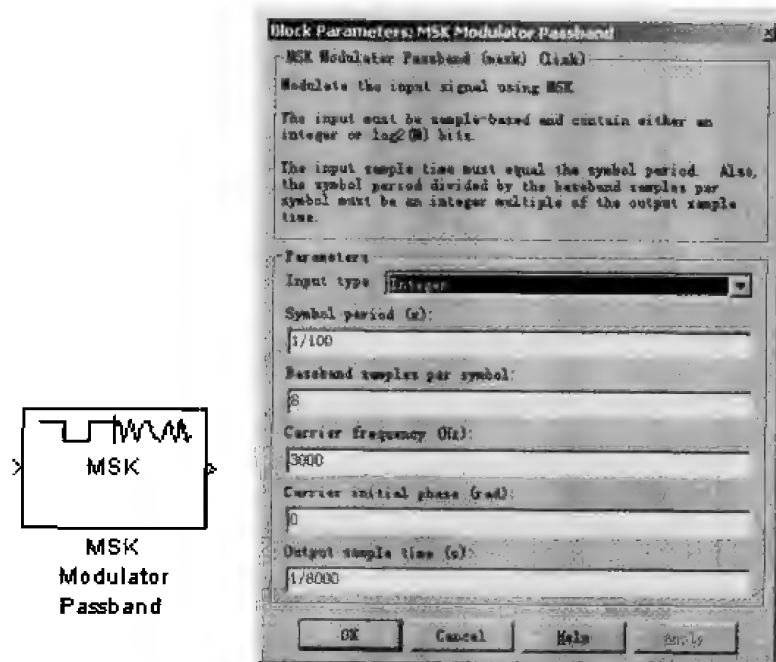 Block Parameters: MSK Modulator Passband
MSK Modulator Passband (mask) (link)
Modulate the input signal using MSK
The input must be sample-based and contain either an
integer or log2(M) bits.
The input sample time must equal the symbol period. Also,
the symbol period divided by the baseband samples per
symbol must be an integer multiple of the output sample
time.
Parameters
Input type Integer
Symbol period (s):
1/100
Baseband samples per symbol:
8
Carrier frequency (Hz):
3000
Carrier initial phase (rad):
0
Output sample time (s):
1/8000
OK Cancel Help Apply
MSK
MSK
Modulator
Passband